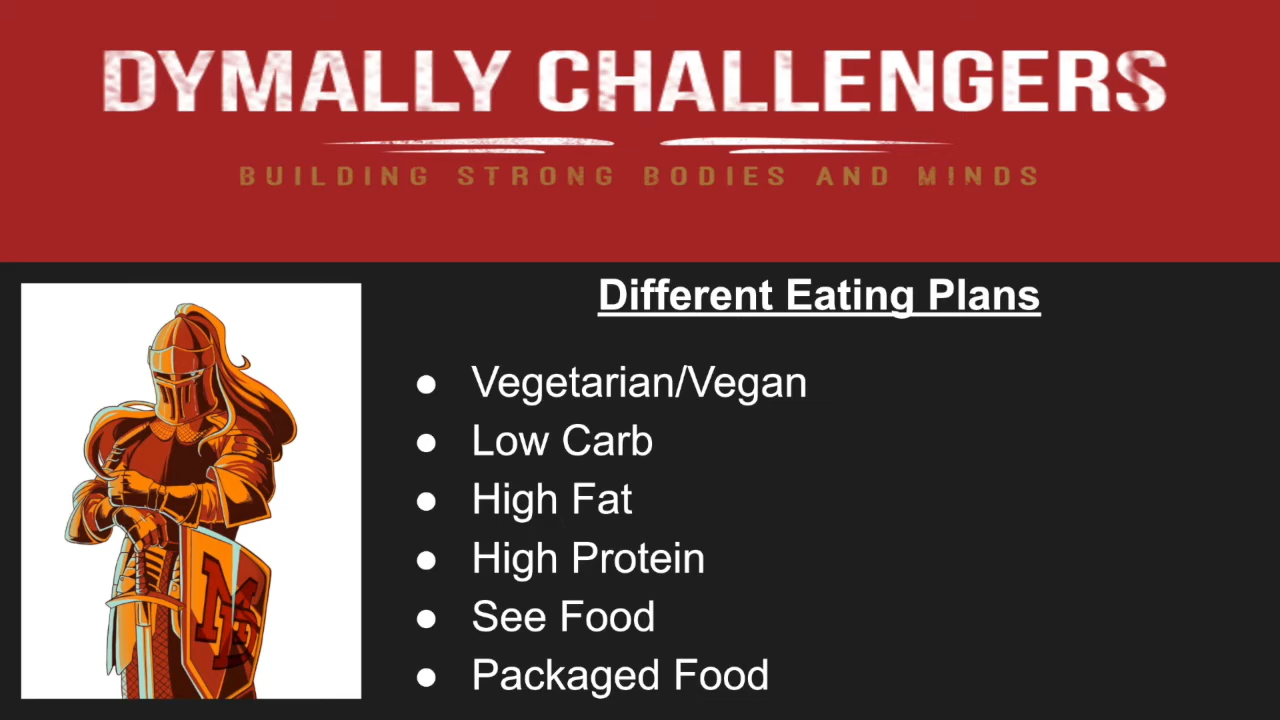 DYMALLY CHALLENGERS
BUILDING STRONG BODIES AND MINDS
Different Eating Plans
● Vegetarian/Vegan
● Low Carb
● High Fat
● High Protein
● See Food
● Packaged Food